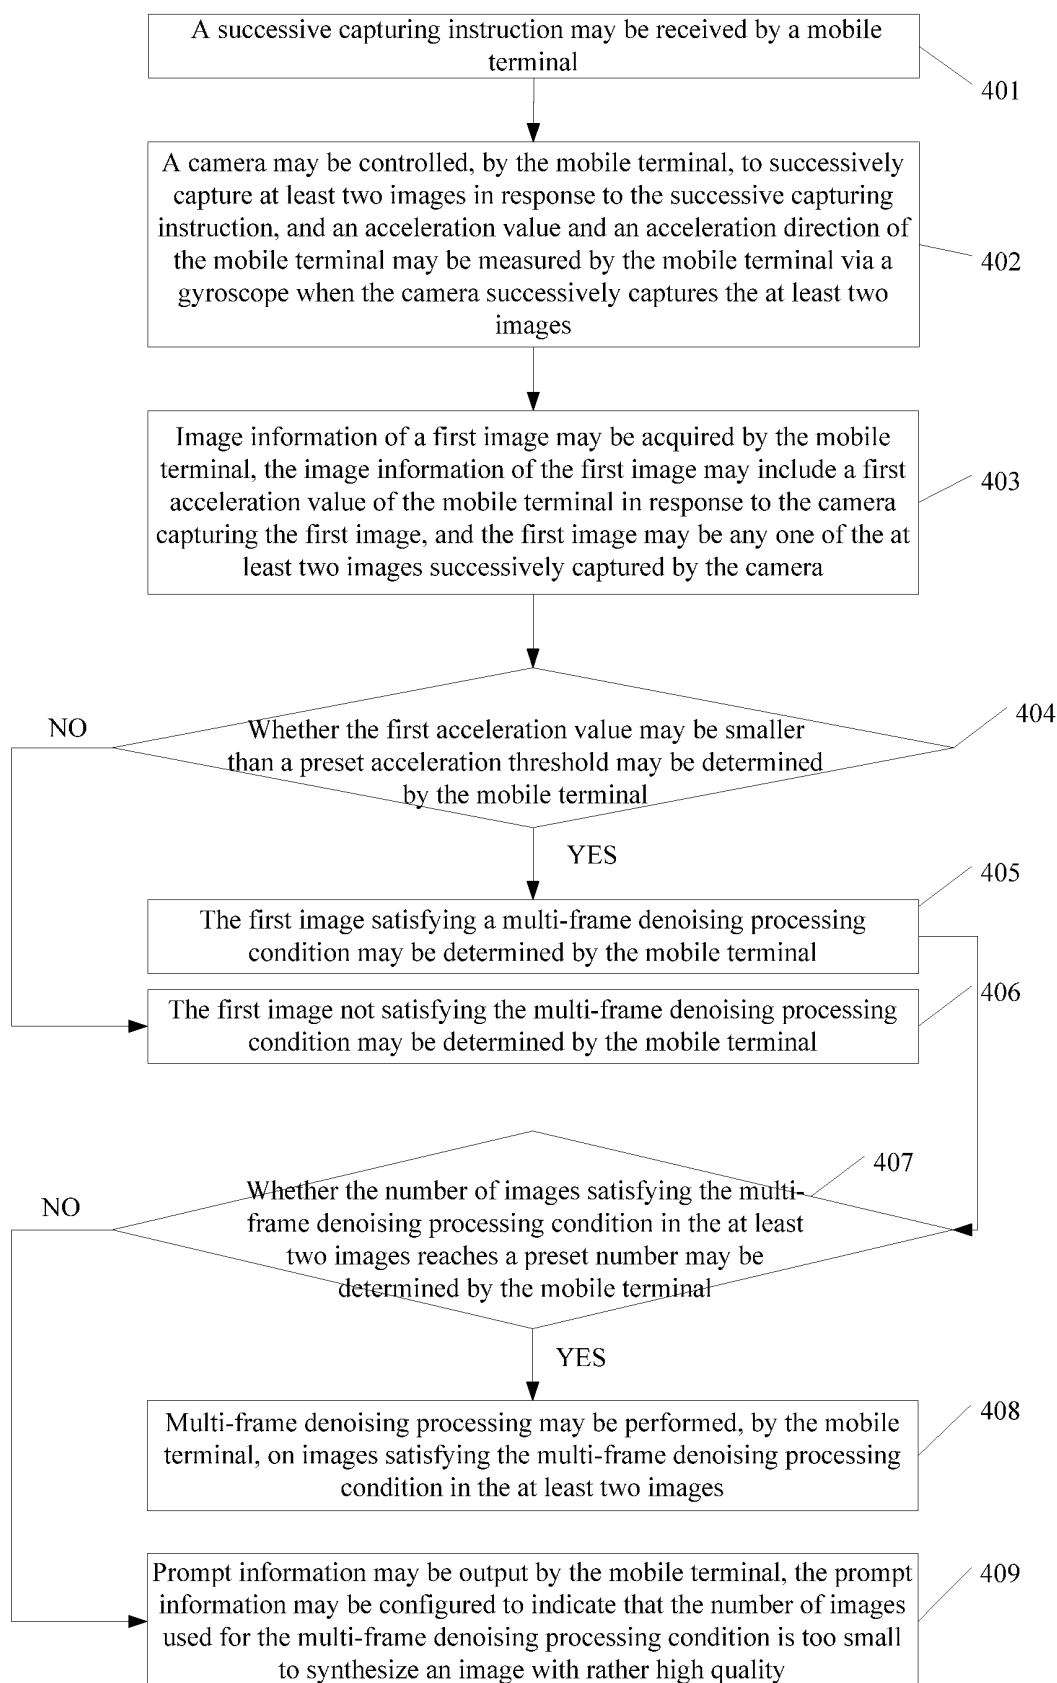 A successive capturing instruction may be received by a mobile
terminal
401
A camera may be controlled, by the mobile terminal, to successively
capture at least two images in response to the successive capturing
instruction, and an acceleration value and an acceleration direction of
the mobile terminal may be measured by the mobile terminal via a
gyroscope when the camera successively captures the at least two
images
402
Image information of a first image may be acquired by the mobile
terminal, the image information of the first image may include a first
acceleration value of the mobile terminal in response to the camera
capturing the first image, and the first image may be any one of the at
least two images successively captured by the camera
403
NO
Whether the first acceleration value may be smaller
than a preset acceleration threshold may be determined
by the mobile terminal
404
YES
The first image satisfying a multi-frame denoising processing
condition may be determined by the mobile terminal
405
The first image not satisfying the multi-frame denoising processing
condition may be determined by the mobile terminal
406
NO
Whether the number of images satisfying the multi-
frame denoising processing condition in the at least
two images reaches a preset number may be
determined by the mobile terminal
407
YES
Multi-frame denoising processing may be performed, by the mobile
terminal, on images satisfying the multi-frame denoising processing
condition in the at least two images
408
Prompt information may be output by the mobile terminal, the prompt
information may be configured to indicate that the number of images
used for the multi-frame denoising processing condition is too small
to synthesize an image with rather high quality
409